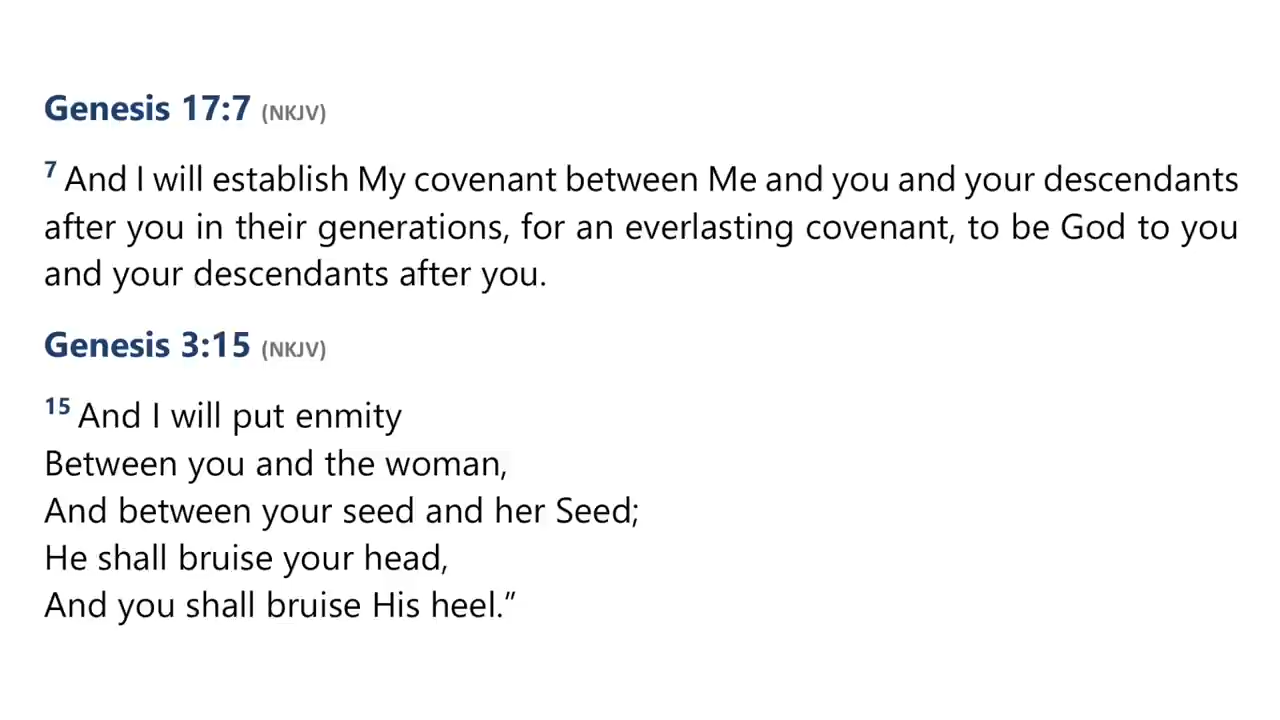 Genesis 17:7 (NKJV)
7 And I will establish My covenant between Me and you and your descendants
after you in their generations, for an everlasting covenant, to be God to you
and your descendants after you.
Genesis 3:15 (NKJV)
15 And I will put enmity
Between you and the woman,
And between your seed and her Seed;
He shall bruise your head,
And you shall bruise His heel.”